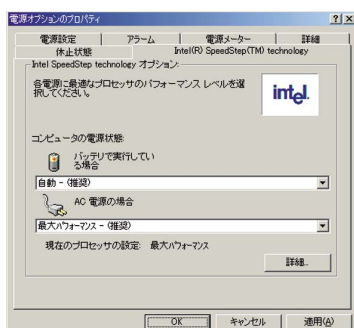 電源オプションのプロパティ
電源設定 アラーム 電源メーター 詳細
休止状態 Intel(R) SpeedStep(TM) technology
Intel SpeedStep technology オプション:
各電源に最適なプロセッサのパフォーマンス レベルを選
択してください。
intel.
コンピュータの電源状態:
バッテリで実行してい
る場合
自動 - (推奨)
AC 電源の場合
最大パフォーマンス - (推奨)
現在のプロセッサの設定: 最大パフォーマンス
詳細...
OK キャンセル 適用(A)